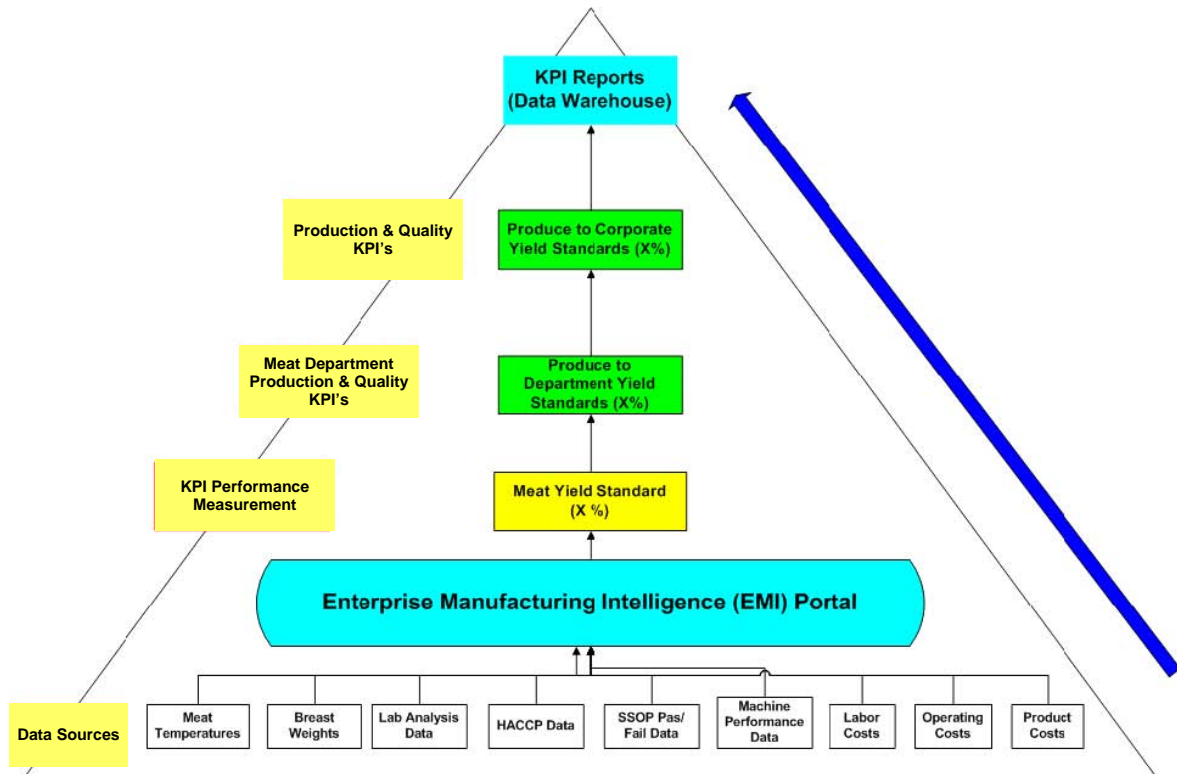 KPI Reports
(Data Warehouse)
Production & Quality
KPI's
Produce to Corporate
Yield Standards (X%)
Meat Department
Production & Quality
KPI's
Produce to
Department Yield
Standards (X%)
KPI Performance
Measurement
Meat Yield Standard
(X %)
Enterprise Manufacturing Intelligence (EMI) Portal
Data Sources
Meat
Temperatures
Breast
Weights
Lab Analysis
Data
HACCP Data
SSOP Pas/
Fail Data
Machine
Performance
Data
Labor
Costs
Operating
Costs
Product
Costs